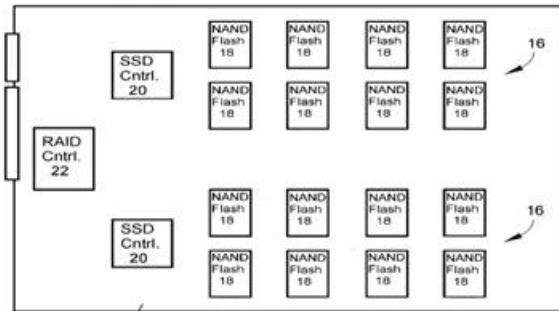 NAND NAND NAND NAND
Flash Flash Flash Flash
18 18 18 18
16
SSD
Cntrl.
20
NAND NAND NAND NAND
Flash Flash Flash Flash
18 18 18 18
RAID
Cntrl.
22
NAND NAND NAND NAND
Flash Flash Flash Flash
18 18 18 18
16
SSD
Cntrl.
20
NAND NAND NAND NAND
Flash Flash Flash Flash
18 18 18 18